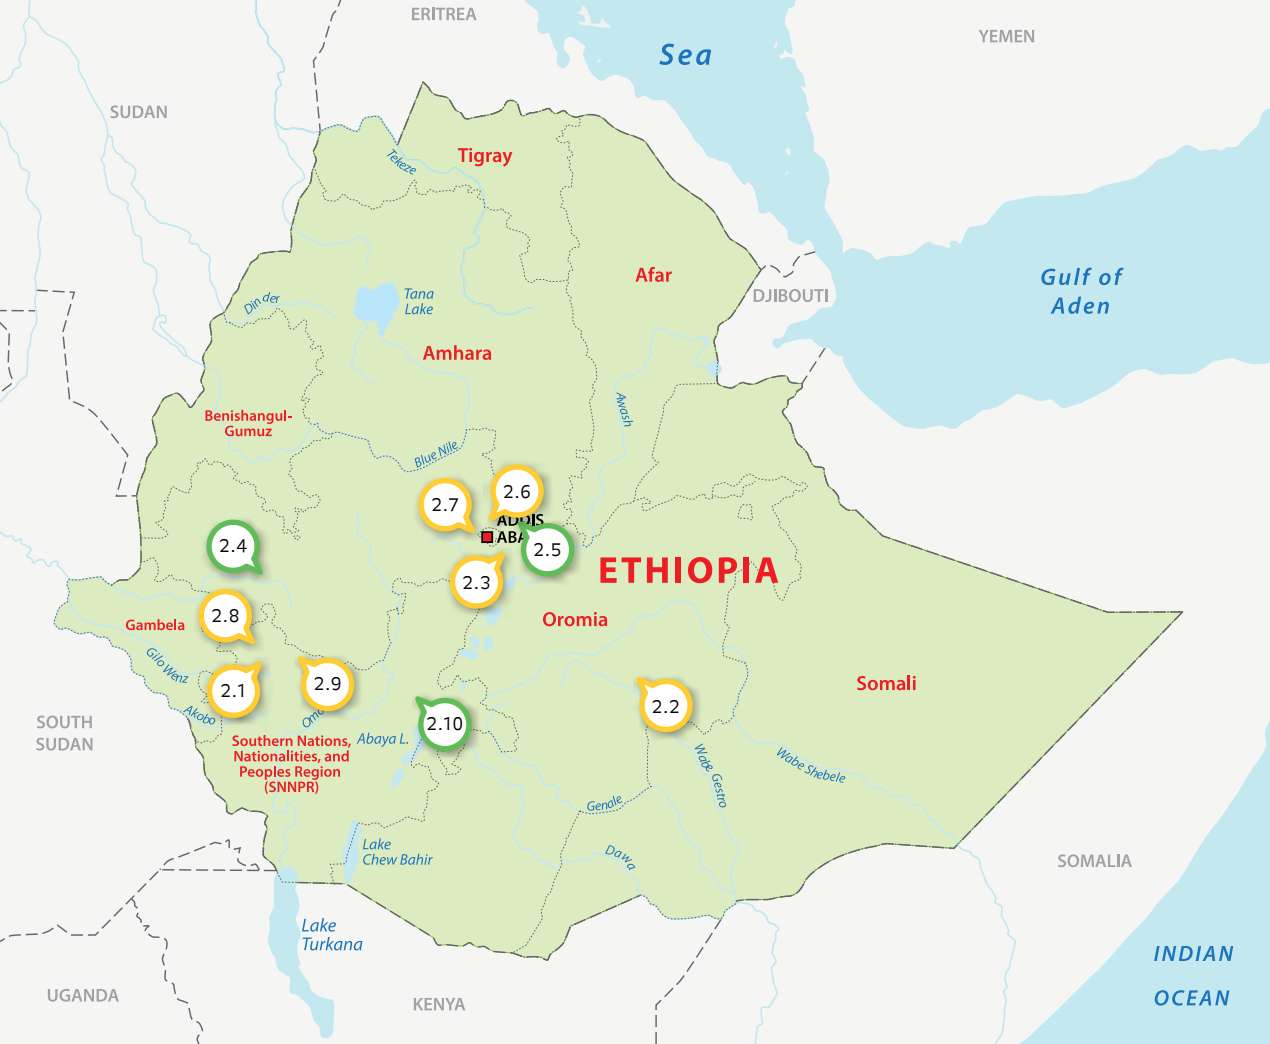 ERITREA
Sea
YEMEN
SUDAN
Tigray
Tekeze
Afar
DJIBOUTI
Gulf of
Aden
Dinder
Tana
Lake
Amhara
Awash
Benishangul-
Gumuz
Blue Nile
2.7
2.6
ADDIS
ABA
2.4
2.5
ETHIOPIA
2.3
2.8
Gambela
Oromia
Gilo Wenz
2.1
2.9
Somali
Akobo
Omo
2.2
2.10
SOUTH
SUDAN
Southern Nations,
Nationalities, and
Peoples Region
(SNNPR)
Abaya L.
Wabe Gestro
Wabe Shebele
Genale
Lake
Chew Bahir
Dawa
SOMALIA
Lake
Turkana
INDIAN
OCEAN
UGANDA
KENYA